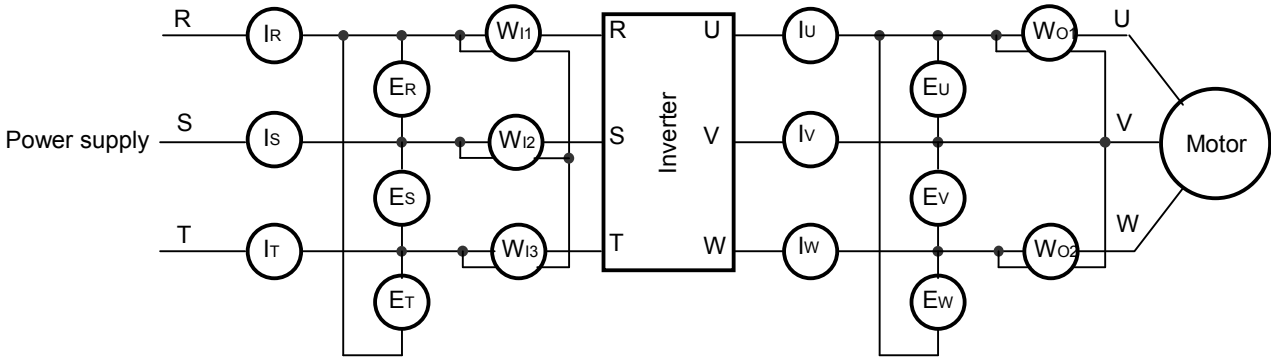 R IR WI1 R U IU WO1 U
ER EU
Power supply S IS WI2 S Inverter V IV V Motor
ES EV
T IT WI3 T W IW WO2 W
ET EW